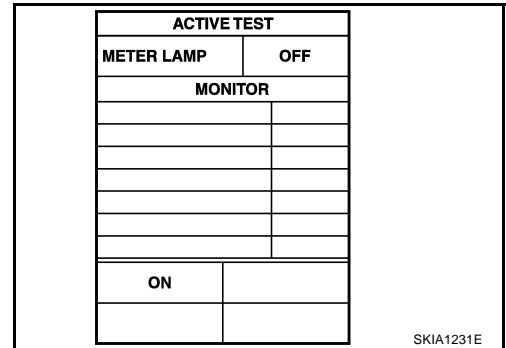 ACTIVE TEST
METER LAMP OFF
MONITOR
ON
SKIA1231E